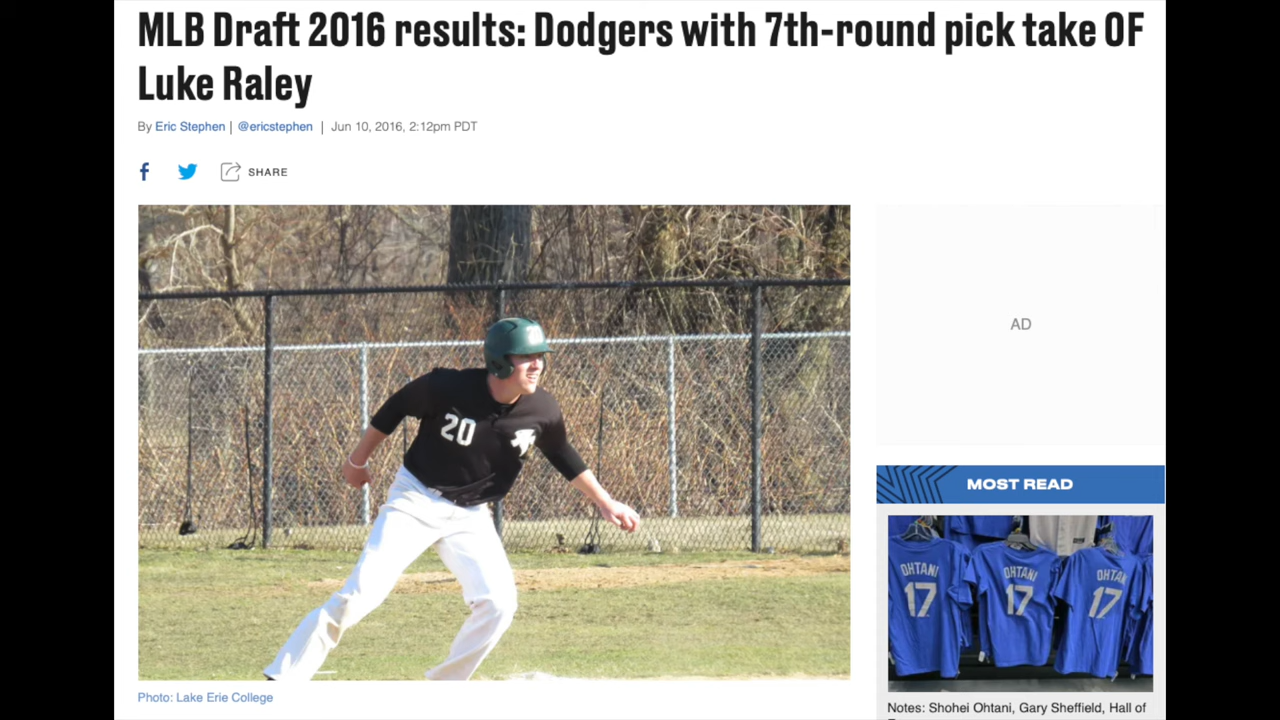 MLB Draft 2016 results: Dodgers with 7th-round pick take OF
Luke Raley
By Eric Stephen | @ericstephen | Jun 10, 2016, 2:12pm PDT
SHARE
20
AD
MOST READ
OHTANI
17
OHTANI
17
OHTAN
17
Photo: Lake Erie College
Notes: Shohei Ohtani, Gary Sheffield, Hall of